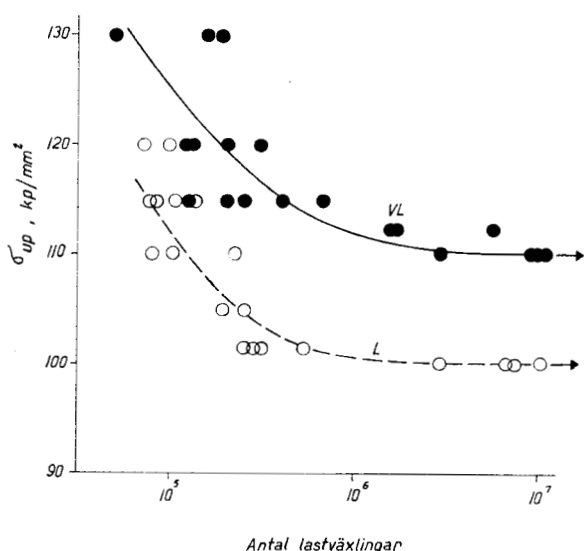 130
120
110
100
90
σup , kp/mm²
VL
L
10⁵
10⁶
10⁷
Antal lastväxlingar